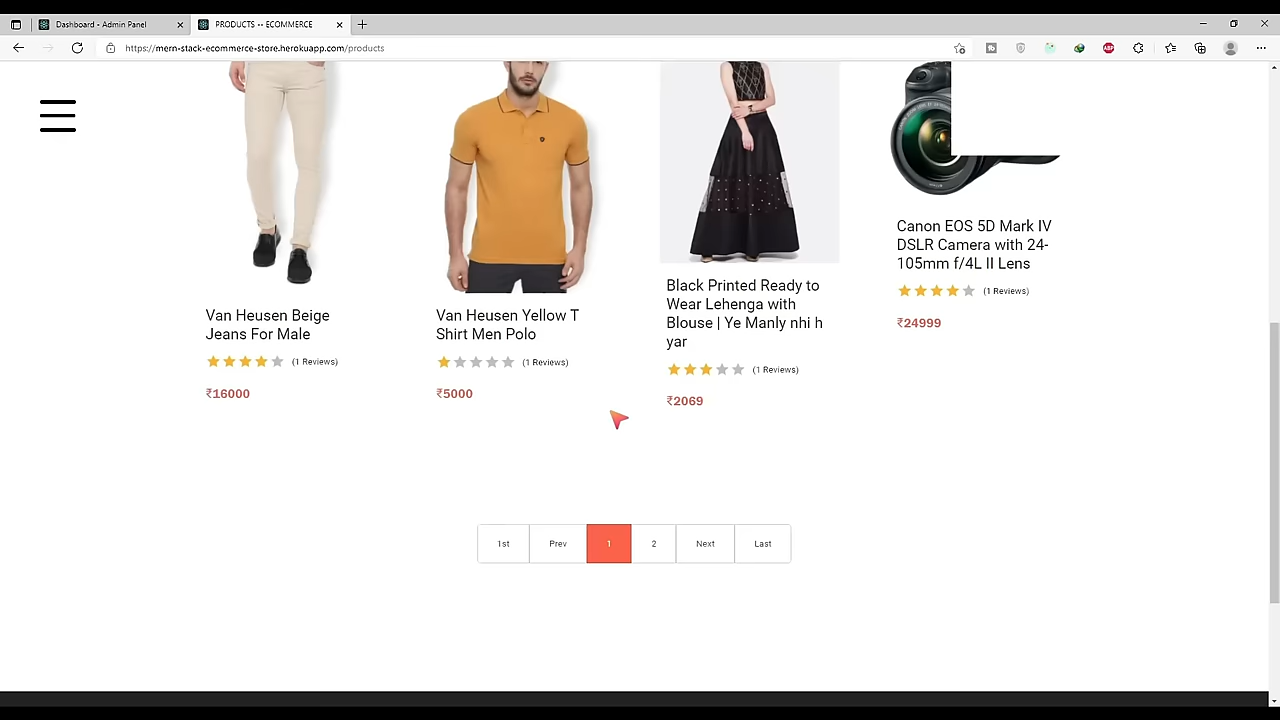 Dashboard - Admin Panel
PRODUCTS -- ECOMMERCE
https://mern-stack-ecommerce-store.herokuapp.com/products
ABP
Van Heusen Beige
Jeans For Male
(1 Reviews)
₹16000
Van Heusen Yellow T
Shirt Men Polo
(1 Reviews)
₹5000
Black Printed Ready to
Wear Lehenga with
Blouse | Ye Manly nhi h
yar
(1 Reviews)
₹2069
Canon EOS 5D Mark IV
DSLR Camera with 24-
105mm f/4L II Lens
(1 Reviews)
₹24999
1st Prev 1 2 Next Last